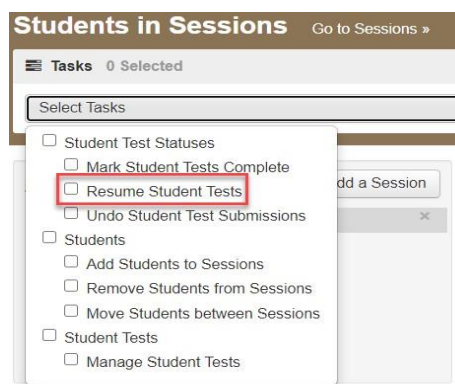 Students in Sessions Go to Sessions »
Tasks 0 Selected
Select Tasks
Student Test Statuses
Mark Student Tests Complete
Resume Student Tests
dd a Session
Undo Student Test Submissions
×
Students
Add Students to Sessions
Remove Students from Sessions
Move Students between Sessions
Student Tests
Manage Student Tests